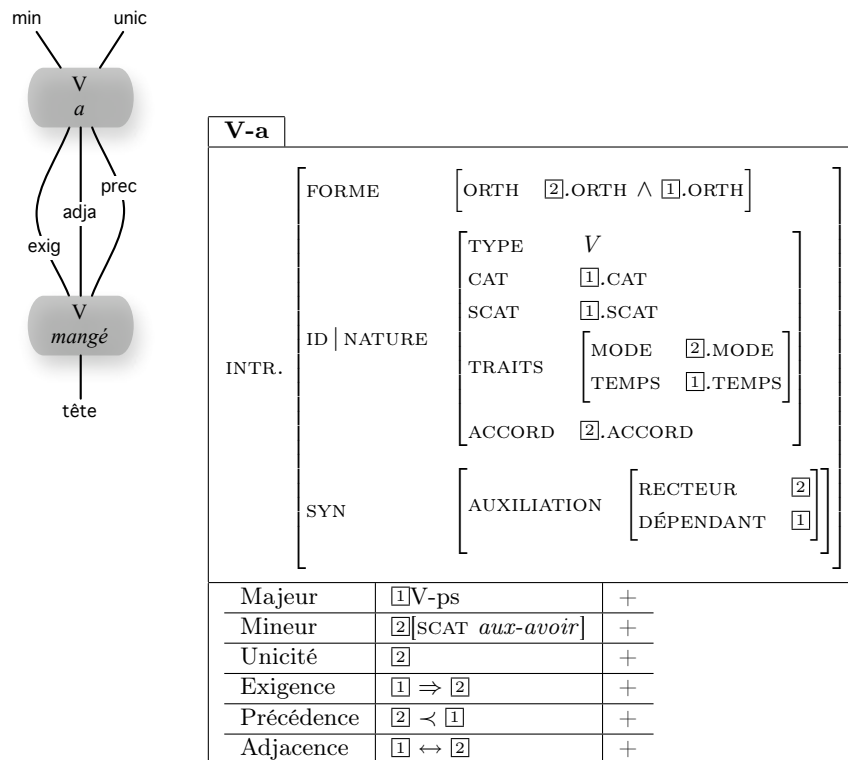 min unic
V
a
prec
adja
exig
V
mangé
tête
V-a
INTR.
FORME [ORTH 2.ORTH ∧ 1.ORTH]
ID | NATURE
TYPE V
CAT 1.CAT
SCAT 1.SCAT
TRAITS
MODE 2.MODE
TEMPS 1.TEMPS
ACCORD 2.ACCORD
SYN
AUXILIATION
RECTEUR 2
DÉPENDANT 1
Majeur 1V-ps +
Mineur 2[SCAT aux-avoir] +
Unicité 2 +
Exigence 1 ⇒ 2 +
Précédence 2 ≺ 1 +
Adjacence 1 ↔ 2 +